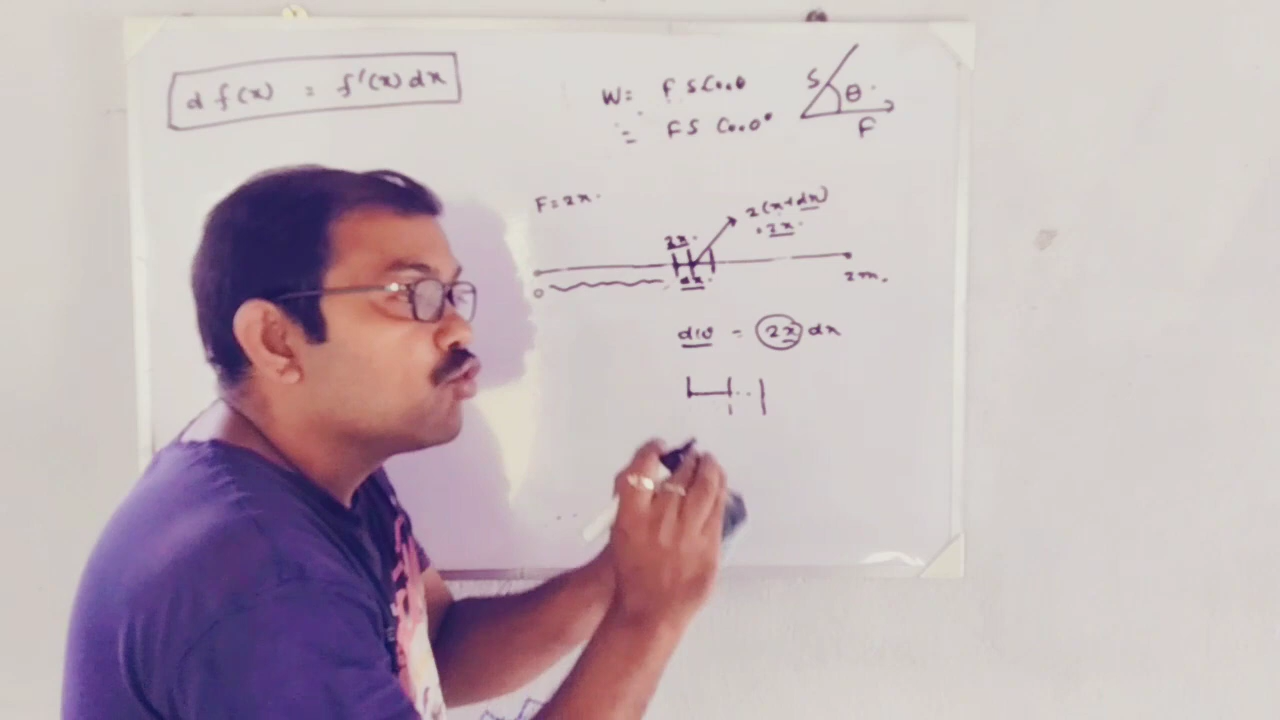 d f(x) = f'(x) dx
W = F S Cos θ
= F S Cos 0°
S
θ
F
F = 2x
2(x+dx)
= 2x
2x
dx
0
2m
dw = 2x dx